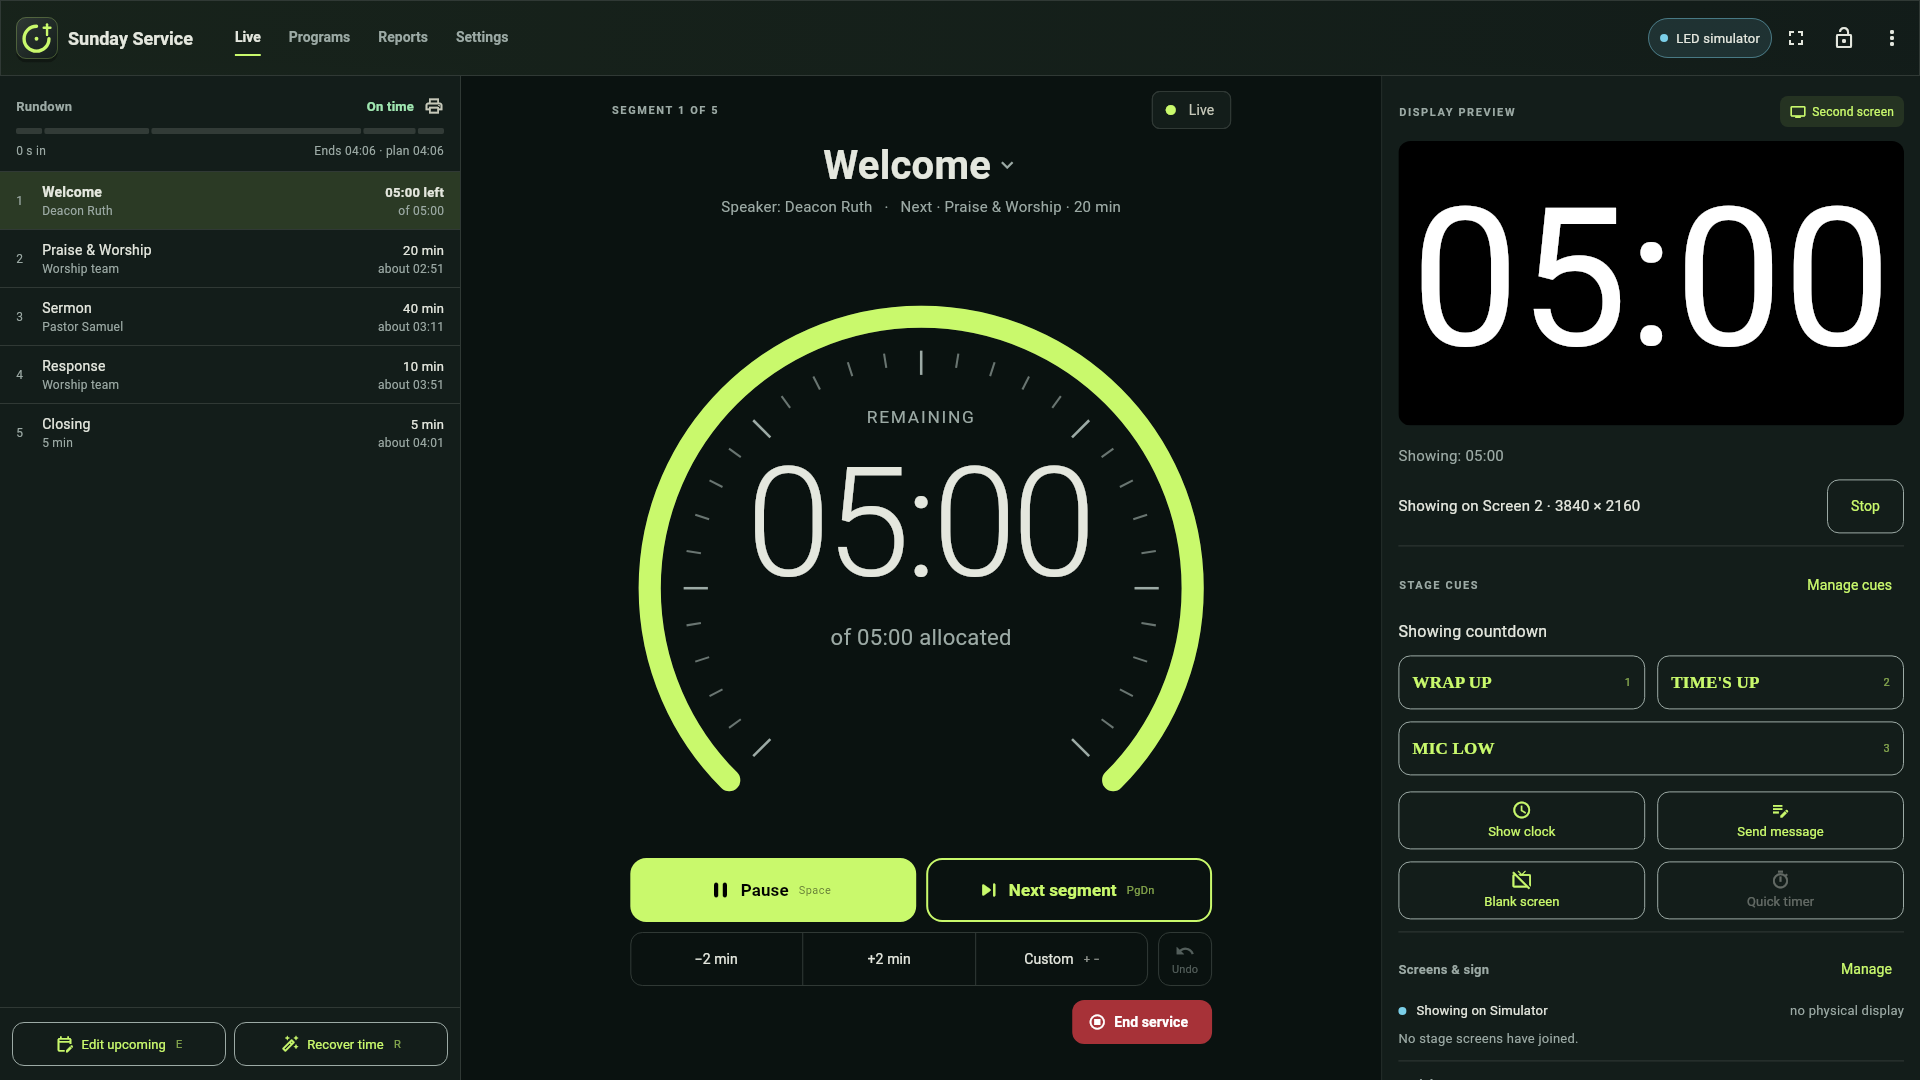 Sunday Service
Live
Programs
Reports
Settings
LED simulator
Rundown
On time
0 s in
Ends 04:06 · plan 04:06
1
Welcome
05:00 left
Deacon Ruth
of 05:00
2
Praise & Worship
20 min
Worship team
about 02:51
3
Sermon
40 min
Pastor Samuel
about 03:11
4
Response
10 min
Worship team
about 03:51
5
Closing
5 min
5 min
about 04:01
Edit upcoming E
Recover time R
SEGMENT 1 OF 5
Live
Welcome
Speaker: Deacon Ruth · Next · Praise & Worship · 20 min
REMAINING
05:00
of 05:00 allocated
Pause Space
Next segment PgDn
−2 min
+2 min
Custom + −
Undo
End service
DISPLAY PREVIEW
Second screen
05:00
Showing: 05:00
Showing on Screen 2 · 3840 × 2160
Stop
STAGE CUES
Manage cues
Showing countdown
WRAP UP 1
TIME'S UP 2
MIC LOW 3
Show clock
Send message
Blank screen
Quick timer
Screens & sign
Manage
Showing on Simulator
no physical display
No stage screens have joined.